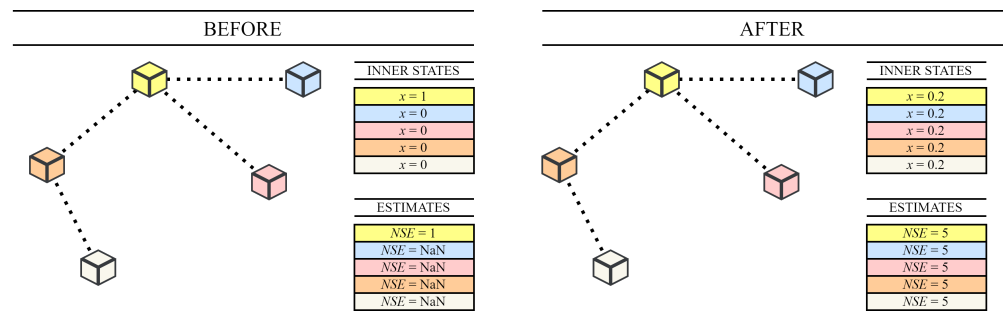 BEFORE
INNER STATES
x = 1
x = 0
x = 0
x = 0
x = 0
ESTIMATES
NSE = 1
NSE = NaN
NSE = NaN
NSE = NaN
NSE = NaN
AFTER
INNER STATES
x = 0.2
x = 0.2
x = 0.2
x = 0.2
x = 0.2
ESTIMATES
NSE = 5
NSE = 5
NSE = 5
NSE = 5
NSE = 5